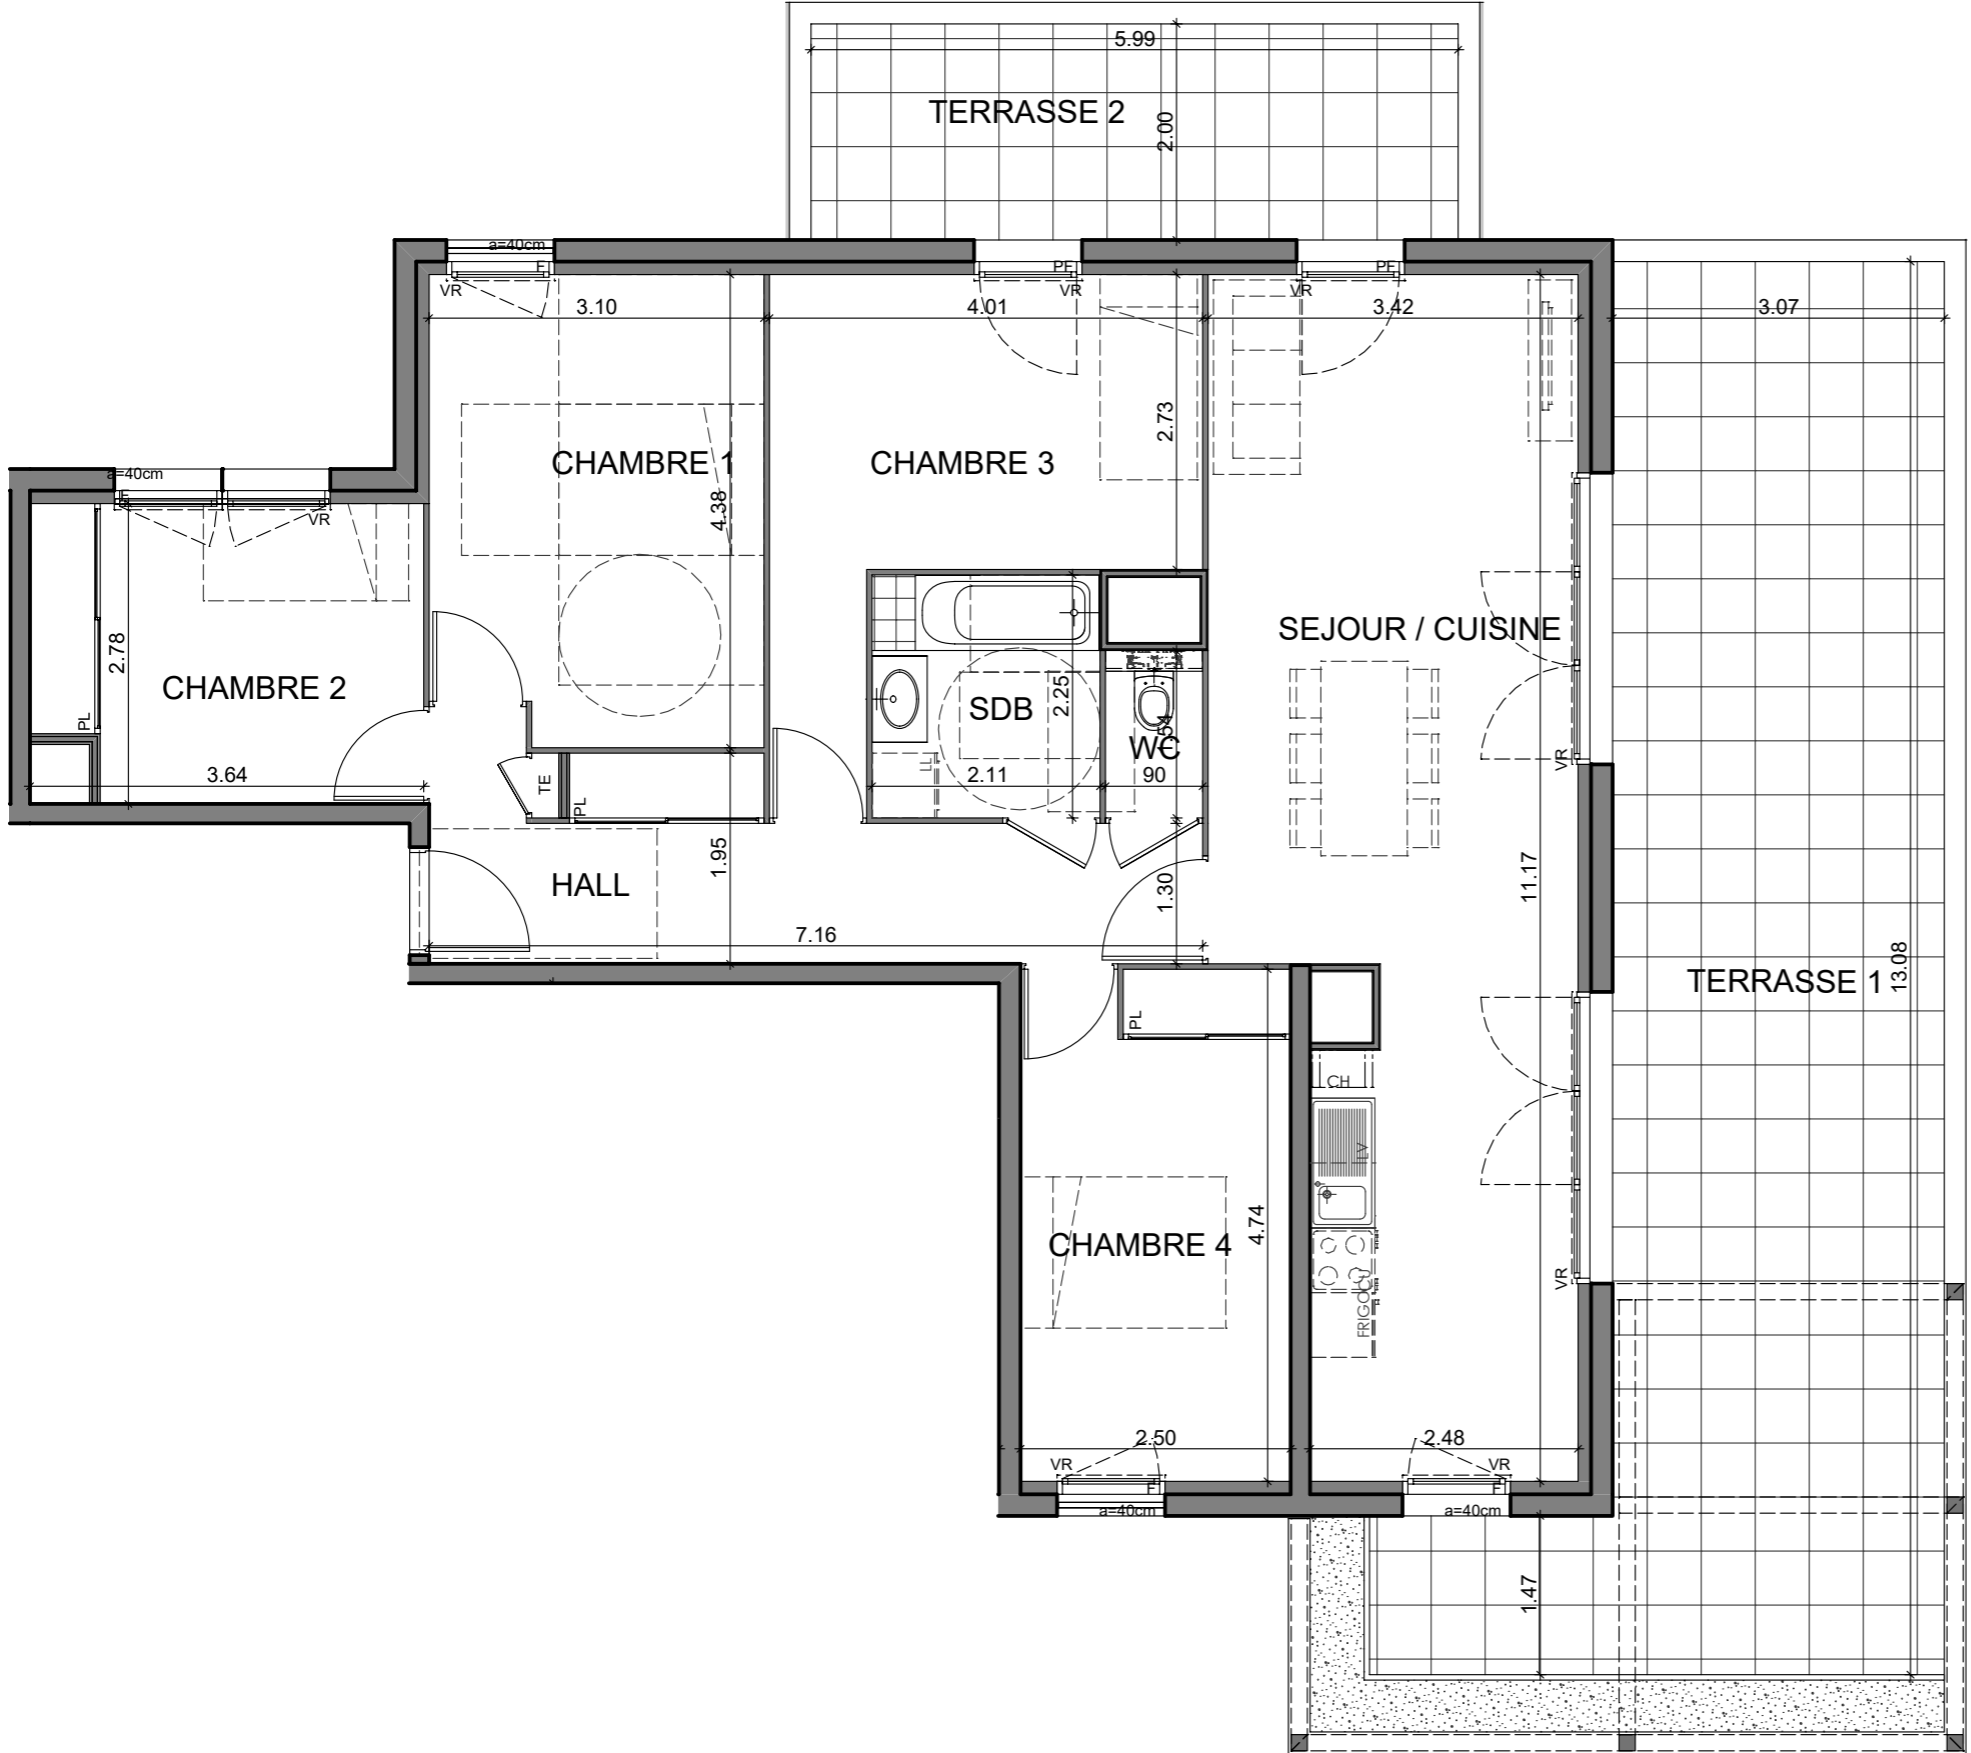 5.99
TERRASSE 2
2.00
a=40cm
F
VR
PF
VR
PF
VR
3.10
4.01
3.42
3.07
2.73
CHAMBRE 1
CHAMBRE 3
4.38
a=40cm
F
VR
SEJOUR / CUISINE
2.78
CHAMBRE 2
PL
2.25
SDB
WC
VR
3.64
TE
PL
LL
2.11
90
HALL
1.95
1.30
11.17
7.16
TERRASSE 1
13.08
PL
CH
LV
4.74
CHAMBRE 4
FRIGO
CU
VR
2.50
2.48
VR
F
VR
F
a=40cm
a=40cm
1.47